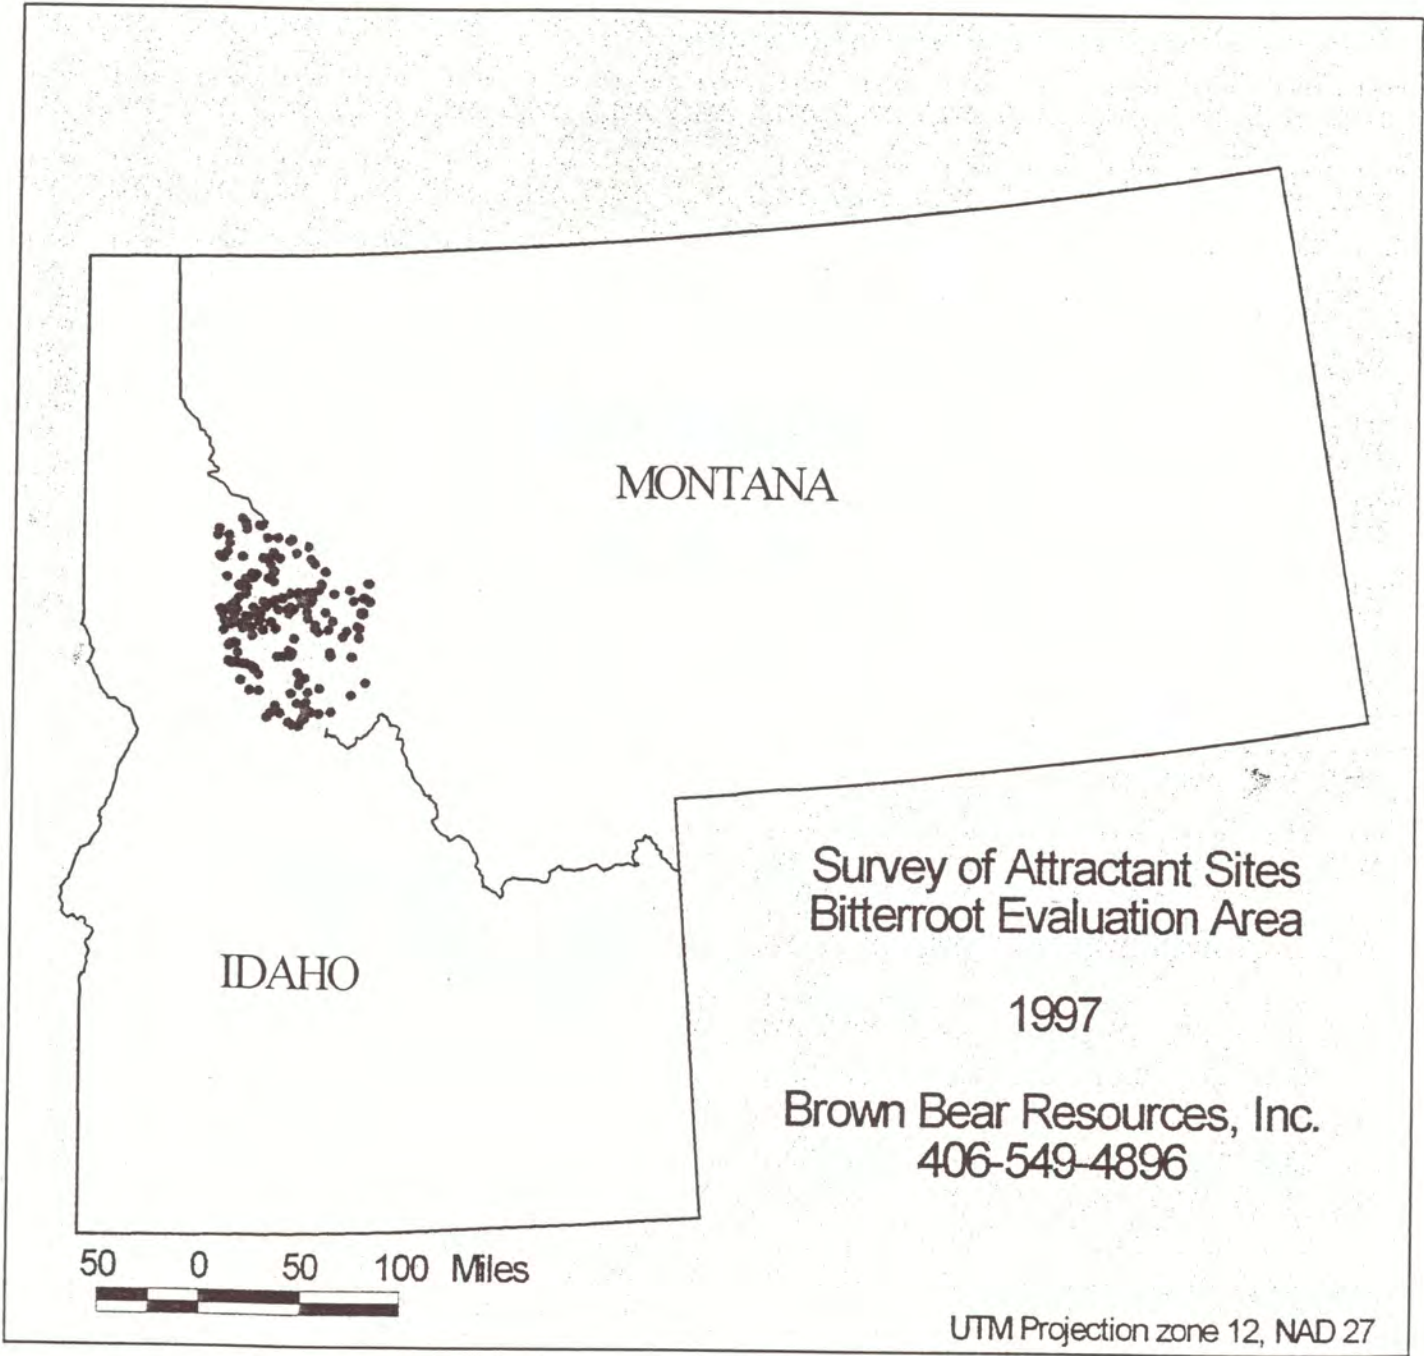 MONTANA
IDAHO
Survey of Attractant Sites
Bitterroot Evaluation Area
1997
Brown Bear Resources, Inc.
406-549-4896
50 0 50 100 Miles
UTM Projection zone 12, NAD 27